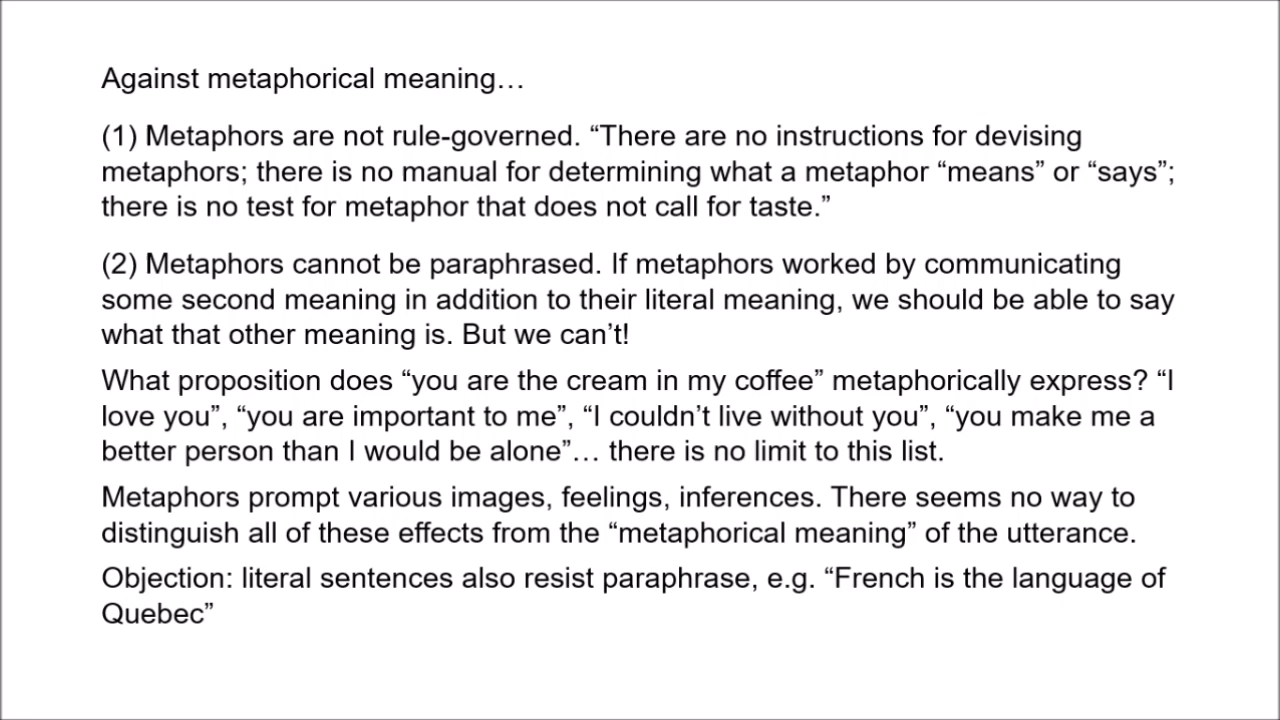 Against metaphorical meaning…
(1) Metaphors are not rule-governed. “There are no instructions for devising
metaphors; there is no manual for determining what a metaphor “means” or “says”;
there is no test for metaphor that does not call for taste.”
(2) Metaphors cannot be paraphrased. If metaphors worked by communicating
some second meaning in addition to their literal meaning, we should be able to say
what that other meaning is. But we can’t!
What proposition does “you are the cream in my coffee” metaphorically express? “I
love you”, “you are important to me”, “I couldn’t live without you”, “you make me a
better person than I would be alone”… there is no limit to this list.
Metaphors prompt various images, feelings, inferences. There seems no way to
distinguish all of these effects from the “metaphorical meaning” of the utterance.
Objection: literal sentences also resist paraphrase, e.g. “French is the language of
Quebec”